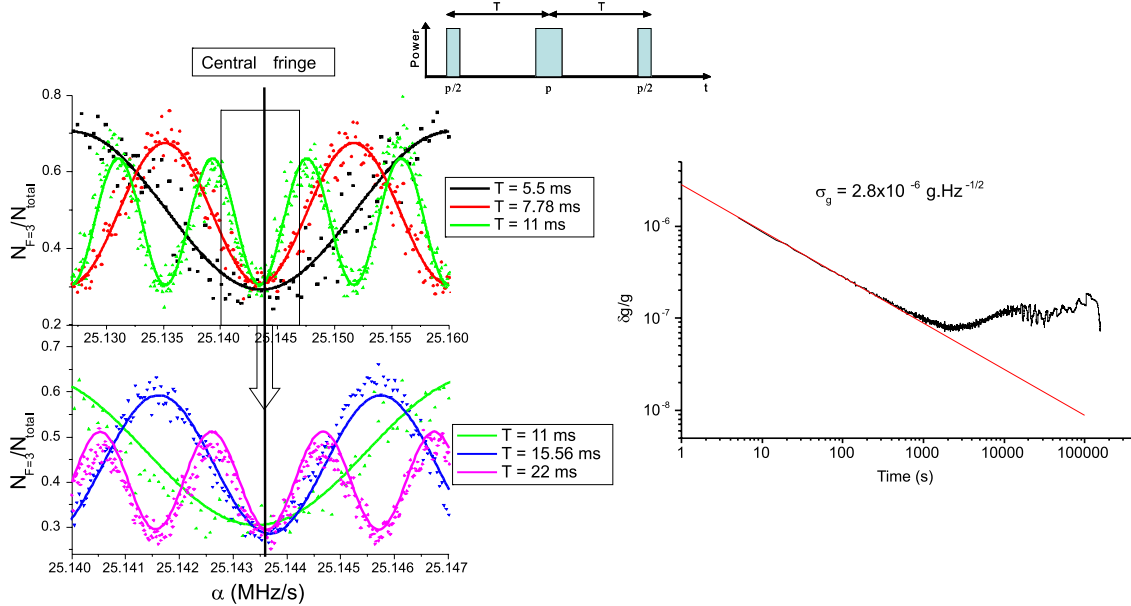 T T
Power
p/2 p p/2 t
Central fringe
0.8
0.6
0.4
0.2
N_F=3/N_total
25.130 25.135 25.140 25.145 25.150 25.155 25.160
T = 5.5 ms
T = 7.78 ms
T = 11 ms
0.6
0.5
0.4
0.3
N_F=3/N_total
25.140 25.141 25.142 25.143 25.144 25.145 25.146 25.147
α (MHz/s)
T = 11 ms
T = 15.56 ms
T = 22 ms
σ_g = 2.8x10^-6 g.Hz^-1/2
10^-6
10^-7
10^-8
δg/g
1 10 100 1000 10000 100000
Time (s)